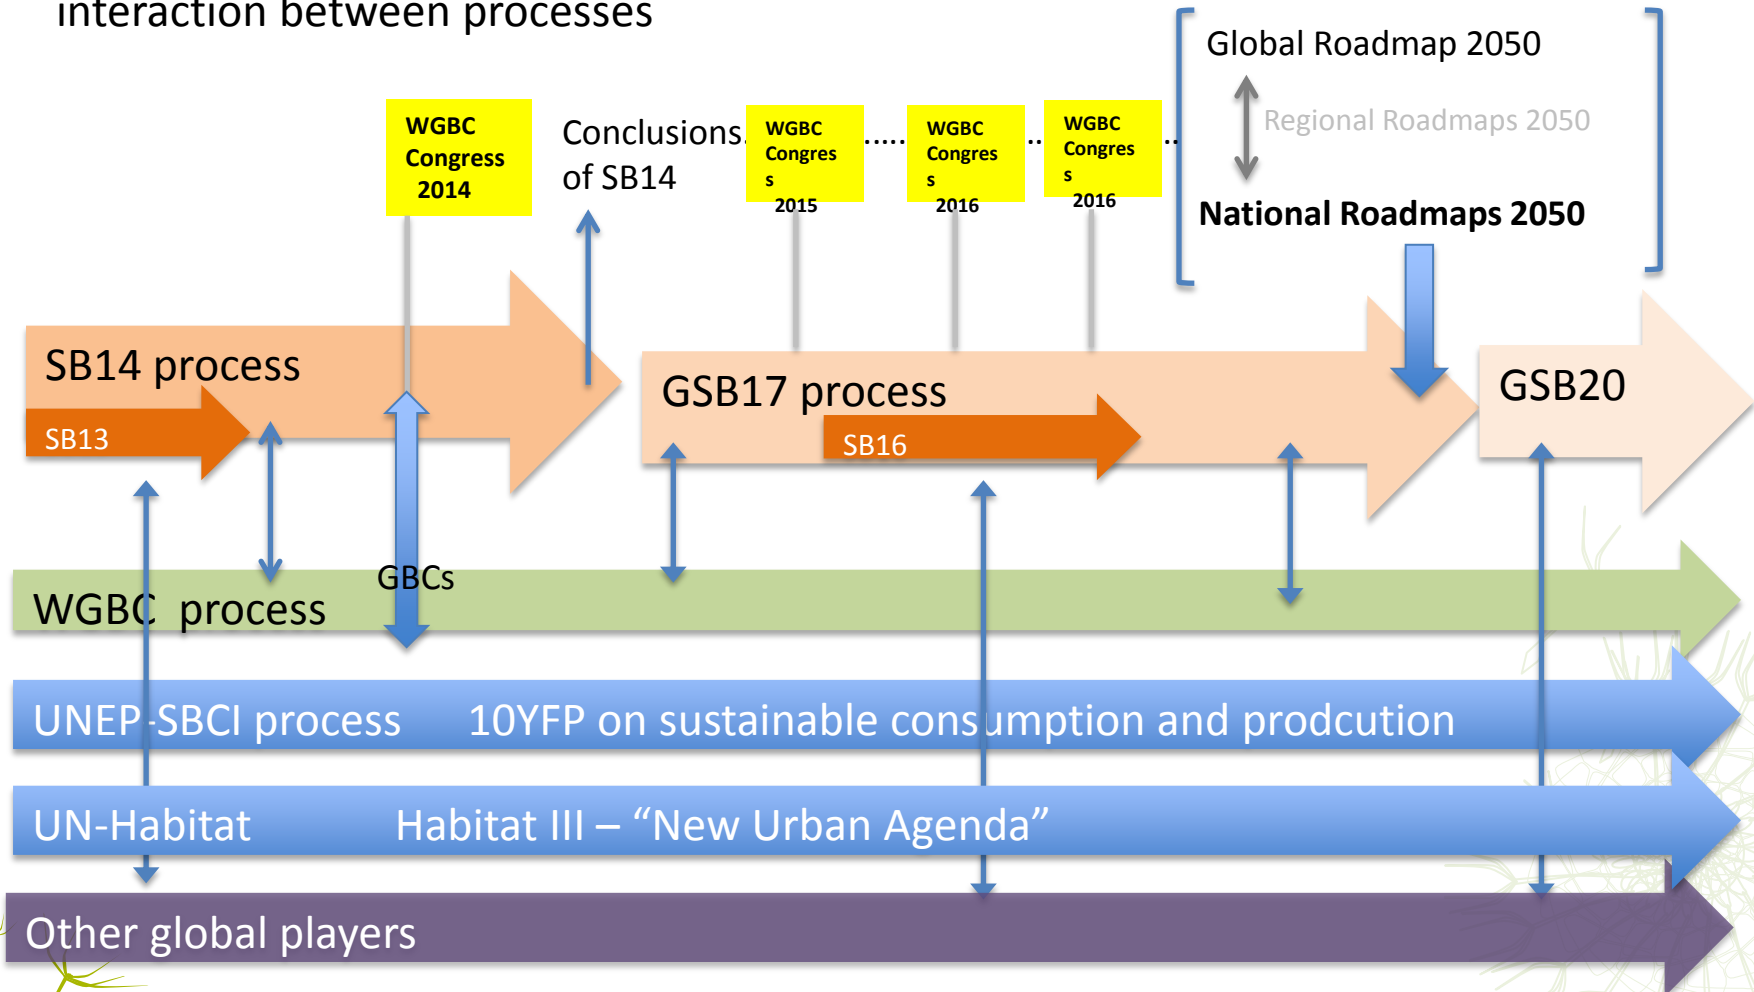 interaction between processes
Global Roadmap 2050
Regional Roadmaps 2050
National Roadmaps 2050
WGBC
Congress
2014
Conclusions.
of SB14
WGBC
Congres
s
2015
.....
WGBC
Congres
s
2016
..
WGBC
Congres
s
2016
..
SB14 process
SB13
GSB17 process
SB16
GSB20
GBCs
WGBC process
UNEP-SBCI process 10YFP on sustainable consumption and prodcution
UN-Habitat Habitat III – “New Urban Agenda”
Other global players